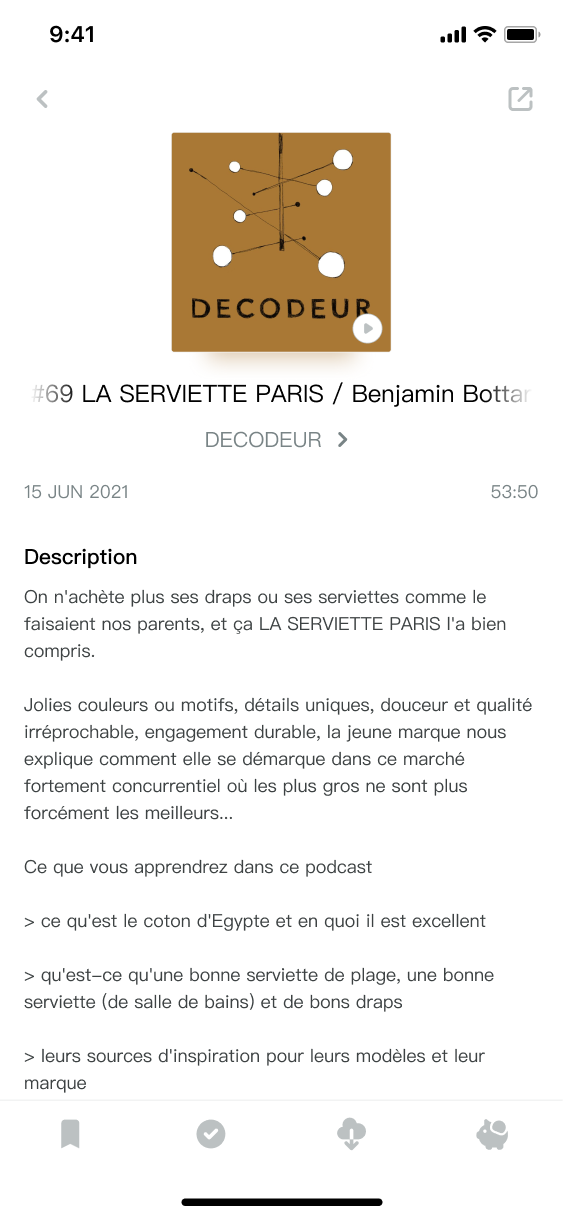 9:41
DECODEUR
#69 LA SERVIETTE PARIS / Benjamin
DECODEUR
15 JUN 2021 53:50
Description
On n'achète plus ses draps ou ses serviettes comme le
faisaient nos parents, et ça LA SERVIETTE PARIS l'a bien
compris.
Jolies couleurs ou motifs, détails uniques, douceur et qualité
irréprochable, engagement durable, la jeune marque nous
explique comment elle se démarque dans ce marché
fortement concurrentiel où les plus gros ne sont plus
forcément les meilleurs...
Ce que vous apprendrez dans ce podcast
> ce qu'est le coton d'Egypte et en quoi il est excellent
> qu'est-ce qu'une bonne serviette de plage, une bonne
serviette (de salle de bains) et de bons draps
> leurs sources d'inspiration pour leurs modèles et leur
marque